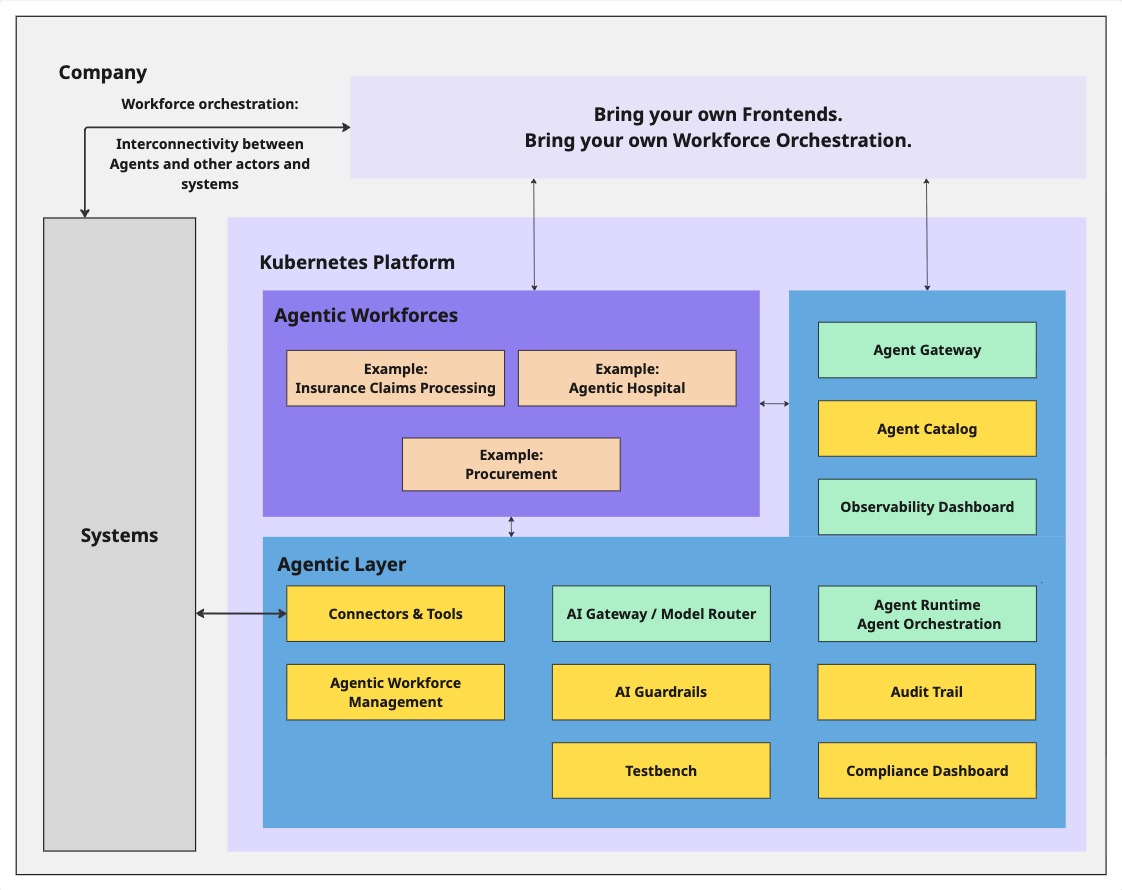 Company
Workforce orchestration:
Interconnectivity between
Agents and other actors and
systems
Bring your own Frontends.
Bring your own Workforce Orchestration.
Systems
Kubernetes Platform
Agentic Workforces
Example:
Insurance Claims Processing
Example:
Agentic Hospital
Example:
Procurement
Agent Gateway
Agent Catalog
Observability Dashboard
Agentic Layer
Connectors & Tools
AI Gateway / Model Router
Agent Runtime
Agent Orchestration
Agentic Workforce
Management
AI Guardrails
Audit Trail
Testbench
Compliance Dashboard